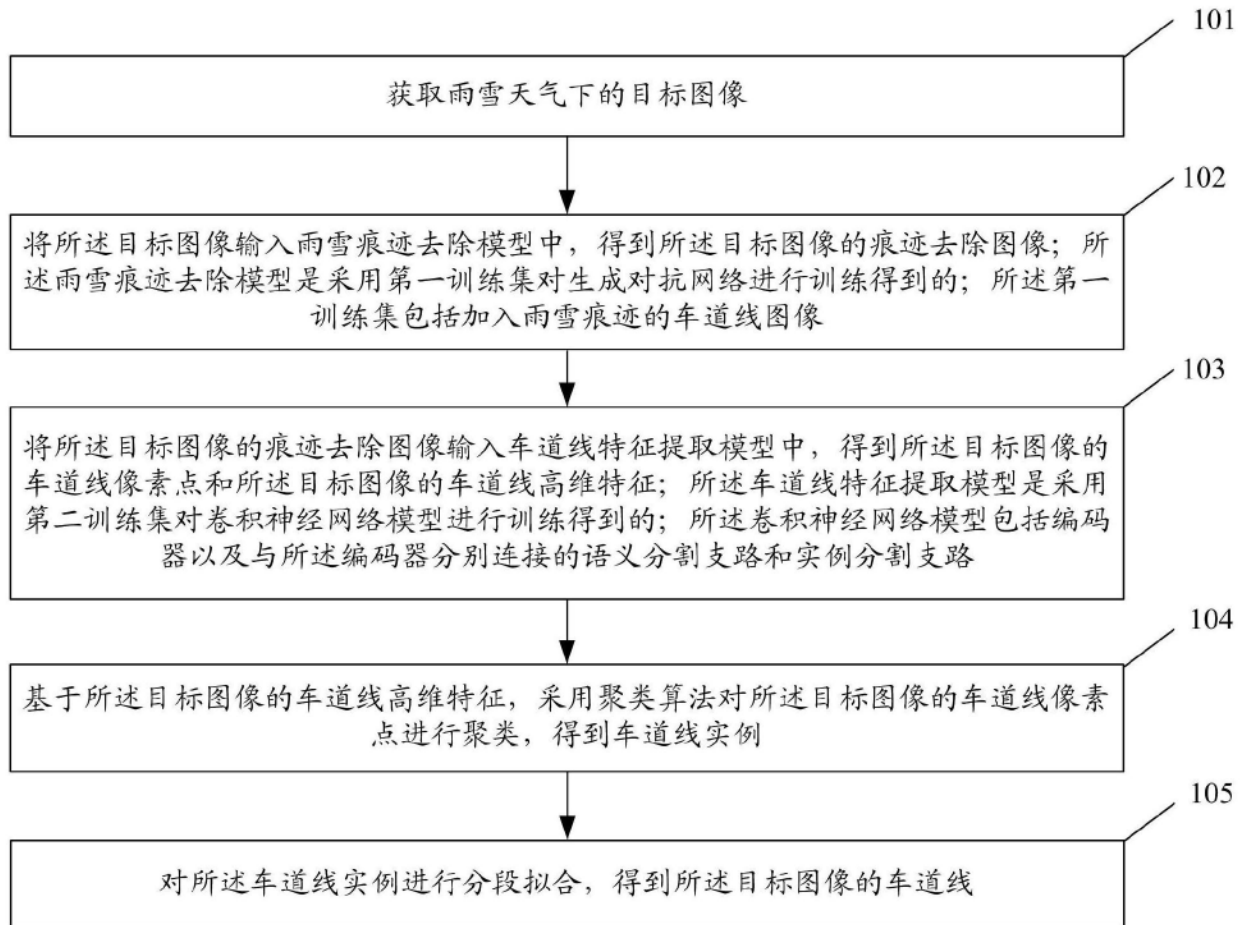 101
获取雨雪天气下的目标图像
102
将所述目标图像输入雨雪痕迹去除模型中，得到所述目标图像的痕迹去除图像；所
述雨雪痕迹去除模型是采用第一训练集对生成对抗网络进行训练得到的；所述第一
训练集包括加入雨雪痕迹的车道线图像
103
将所述目标图像的痕迹去除图像输入车道线特征提取模型中，得到所述目标图像的
车道线像素点和所述目标图像的车道线高维特征；所述车道线特征提取模型是采用
第二训练集对卷积神经网络模型进行训练得到的；所述卷积神经网络模型包括编码
器以及与所述编码器分别连接的语义分割支路和实例分割支路
104
基于所述目标图像的车道线高维特征，采用聚类算法对所述目标图像的车道线像素
点进行聚类，得到车道线实例
105
对所述车道线实例进行分段拟合，得到所述目标图像的车道线